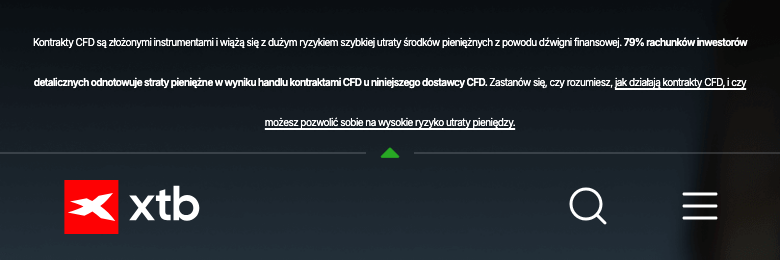 Kontrakty CFD są złożonymi instrumentami i wiążą się z dużym ryzykiem szybkiej utraty środków pieniężnych z powodu dźwigni finansowej. 79% rachunków inwestorów
detalicznych odnotowuje straty pieniężne w wyniku handlu kontraktami CFD u niniejszego dostawcy CFD. Zastanów się, czy rozumiesz, jak działają kontrakty CFD, i czy
możesz pozwolić sobie na wysokie ryzyko utraty pieniędzy.
xtb